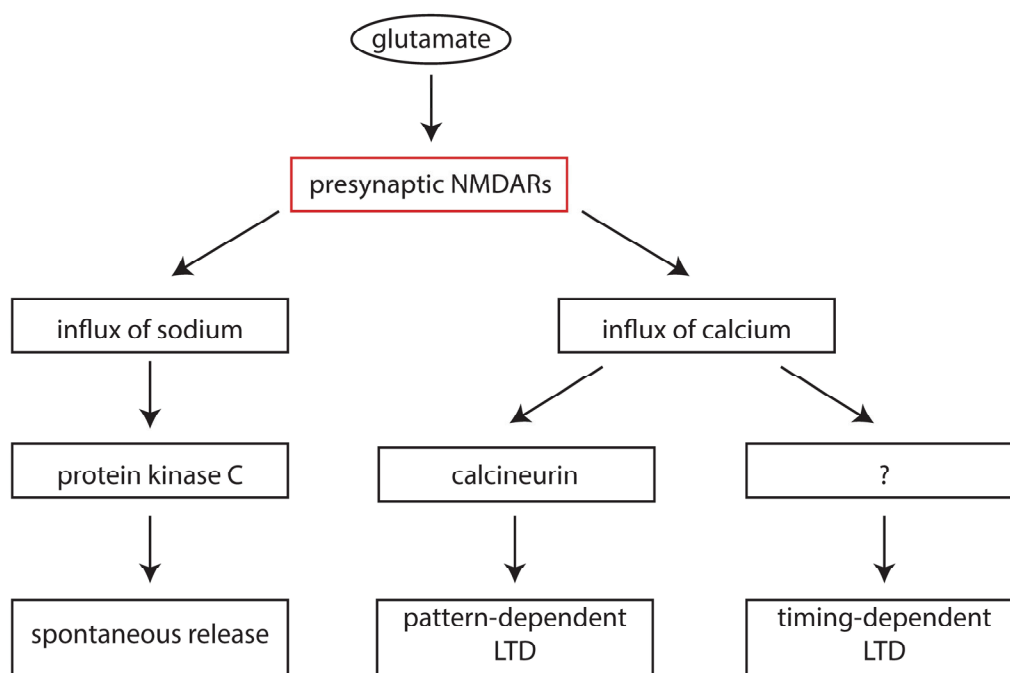 glutamate
presynaptic NMDARs
influx of sodium
influx of calcium
protein kinase C
calcineurin
?
spontaneous release
pattern-dependent
LTD
timing-dependent
LTD